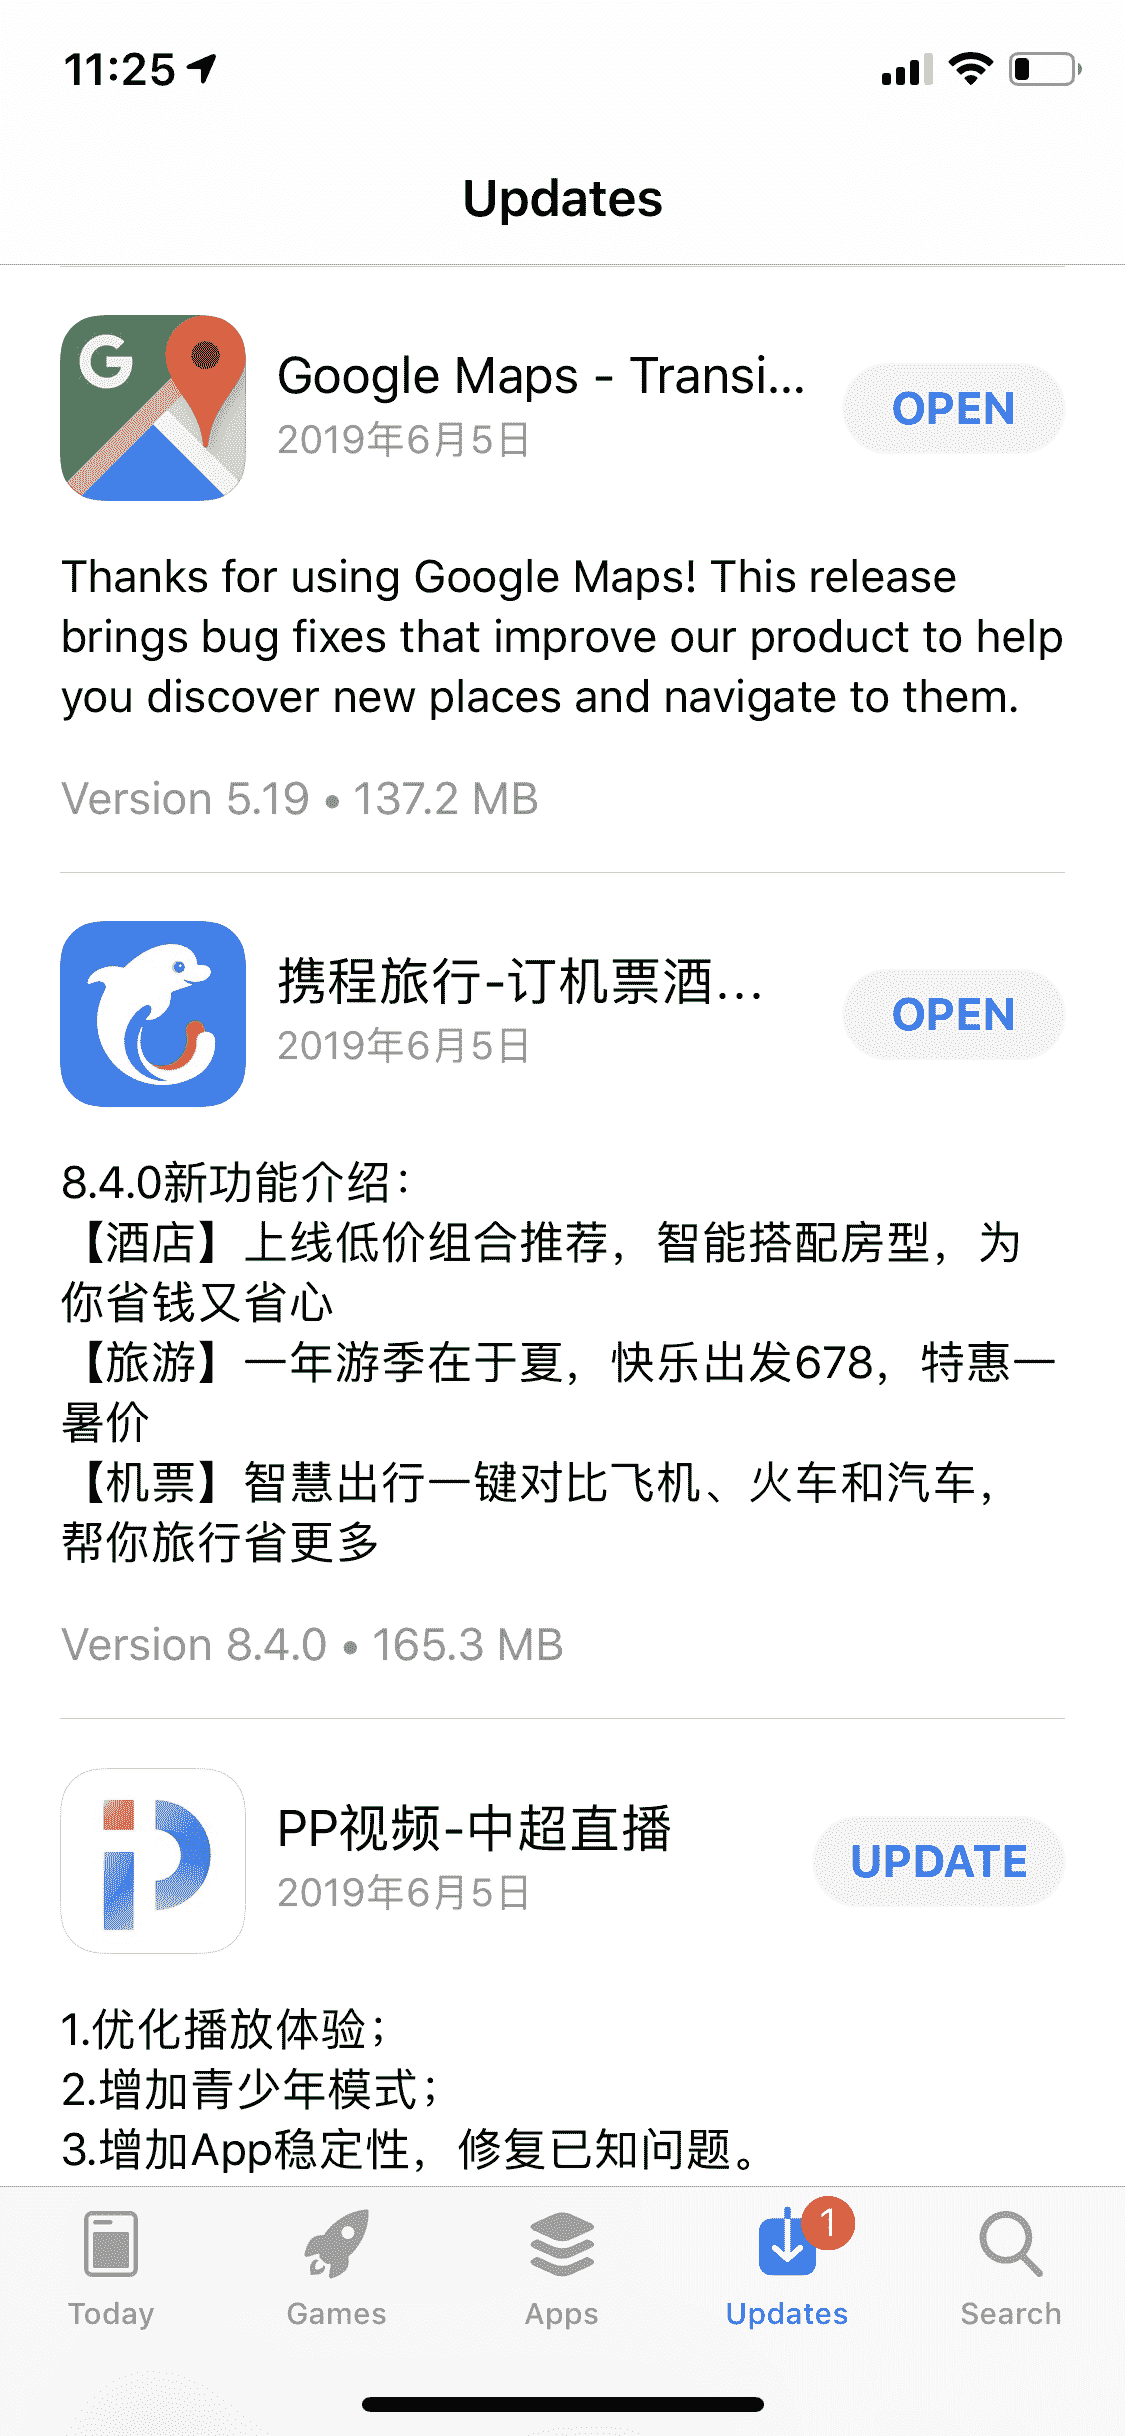 11:25
Updates
G
Google Maps - Transi...
2019年6月5日
OPEN
Thanks for using Google Maps! This release
brings bug fixes that improve our product to help
you discover new places and navigate to them.
Version 5.19 • 137.2 MB
携程旅行-订机票酒...
2019年6月5日
OPEN
8.4.0新功能介绍：
【酒店】上线低价组合推荐，智能搭配房型，为
你省钱又省心
【旅游】一年游季在于夏，快乐出发678，特惠一
暑价
【机票】智慧出行一键对比飞机、火车和汽车，
帮你旅行省更多
Version 8.4.0 • 165.3 MB
PP视频-中超直播
2019年6月5日
UPDATE
1.优化播放体验；
2.增加青少年模式；
3.增加App稳定性，修复已知问题。
1
Today
Games
Apps
Updates
Search